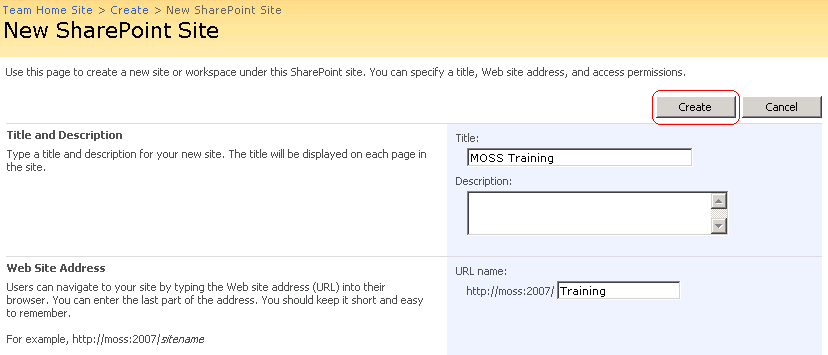 Team Home Site > Create > New SharePoint Site
New SharePoint Site
Use this page to create a new site or workspace under this SharePoint site. You can specify a title, Web site address, and access permissions.
Create Cancel
Title and Description
Type a title and description for your new site. The title will be displayed on each page in
the site.
Title:
MOSS Training
Description:
Web Site Address
Users can navigate to your site by typing the Web site address (URL) into their
browser. You can enter the last part of the address. You should keep it short and easy
to remember.
For example, http://moss:2007/sitename
URL name:
http://moss:2007/ Training